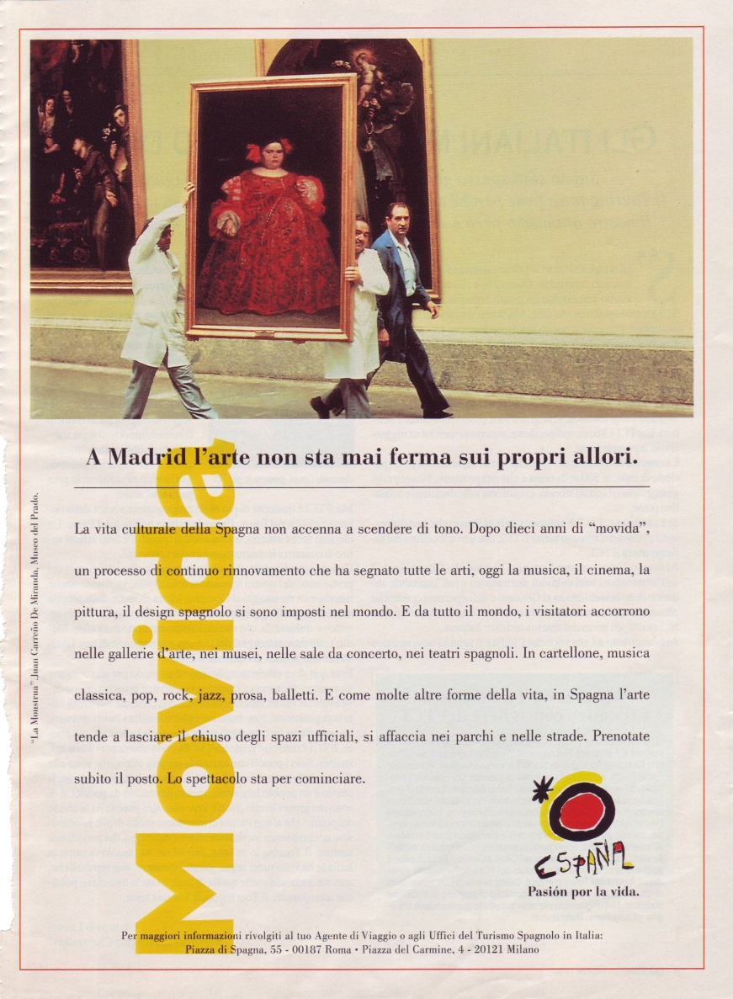 A Madrid l'arte non sta mai ferma sui propri allori.
La vita culturale della Spagna non accenna a scendere di tono. Dopo dieci anni di “movida”,
un processo di continuo rinnovamento che ha segnato tutte le arti, oggi la musica, il cinema, la
pittura, il design spagnolo si sono imposti nel mondo. E da tutto il mondo, i visitatori accorrono
nelle gallerie d'arte, nei musei, nelle sale da concerto, nei teatri spagnoli. In cartellone, musica
classica, pop, rock, jazz, prosa, balletti. E come molte altre forme della vita, in Spagna l'arte
tende a lasciare il chiuso degli spazi ufficiali, si affaccia nei parchi e nelle strade. Prenotate
subito il posto. Lo spettacolo sta per cominciare.
Movida
“La Monstrua” Juan Carreño De Miranda, Museo del Prado.
ESPAÑA
Pasión por la vida.
Per maggiori informazioni rivolgiti al tuo Agente di Viaggio o agli Uffici del Turismo Spagnolo in Italia:
Piazza di Spagna, 55 - 00187 Roma • Piazza del Carmine, 4 - 20121 Milano